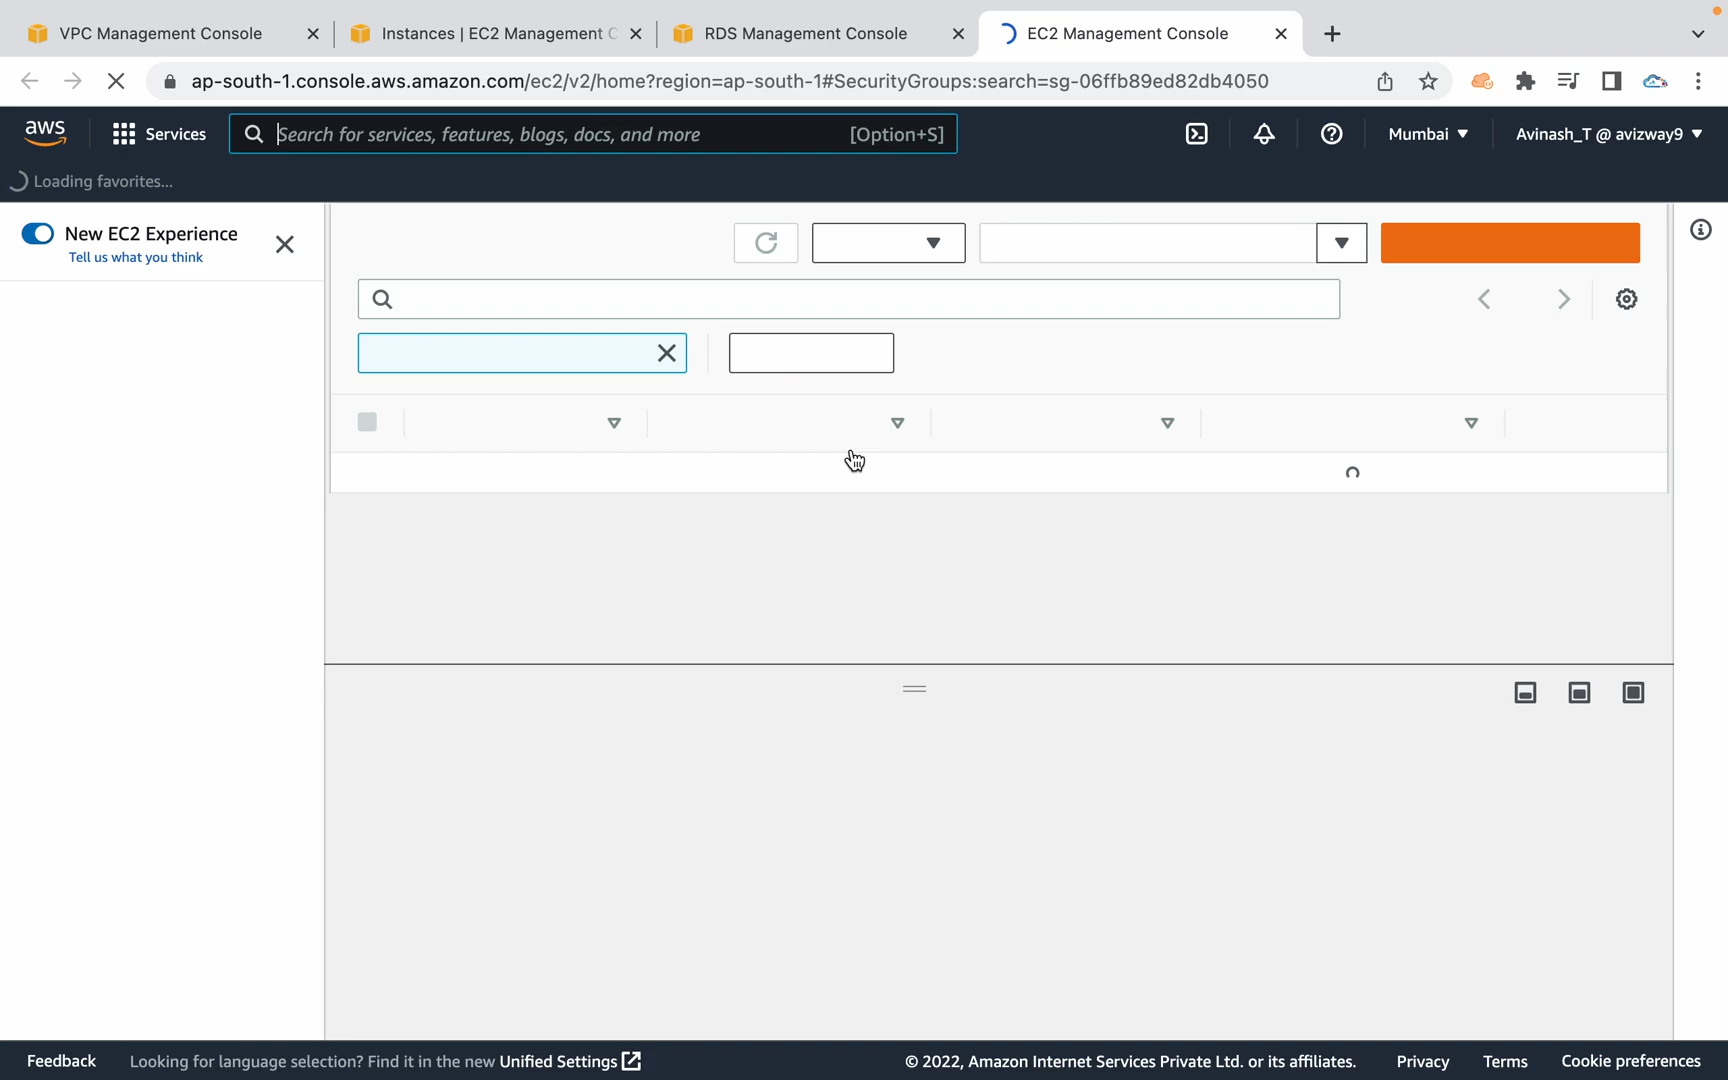 VPC Management Console
Instances | EC2 Management C
RDS Management Console
EC2 Management Console
ap-south-1.console.aws.amazon.com/ec2/v2/home?region=ap-south-1#SecurityGroups:search=sg-06ffb89ed82db4050
aws
Services
Search for services, features, blogs, docs, and more
[Option+S]
Mumbai
Avinash_T @ avizway9
Loading favorites...
New EC2 Experience
Tell us what you think
Feedback
Looking for language selection? Find it in the new Unified Settings
© 2022, Amazon Internet Services Private Ltd. or its affiliates.
Privacy
Terms
Cookie preferences